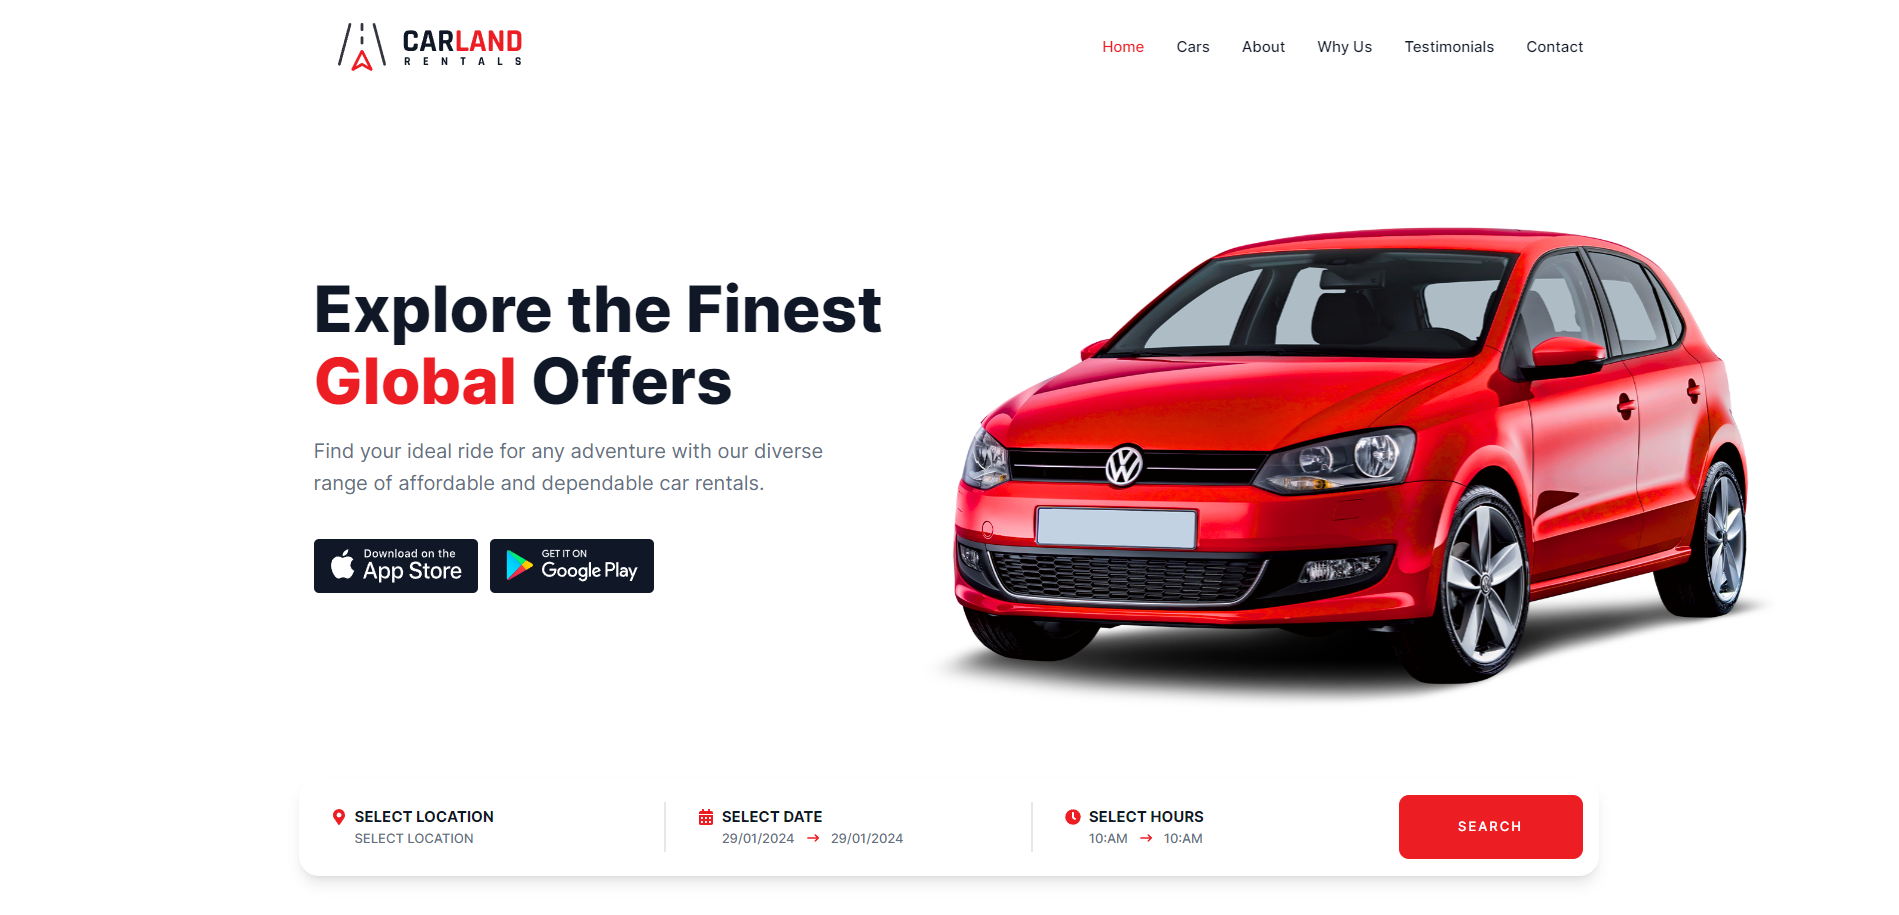 CARLAND
RENTALS
Home Cars About Why Us Testimonials Contact
Explore the Finest
Global Offers
Find your ideal ride for any adventure with our diverse
range of affordable and dependable car rentals.
Download on the
App Store
GET IT ON
Google Play
SELECT LOCATION
SELECT LOCATION
SELECT DATE
29/01/2024 → 29/01/2024
SELECT HOURS
10:AM → 10:AM
SEARCH